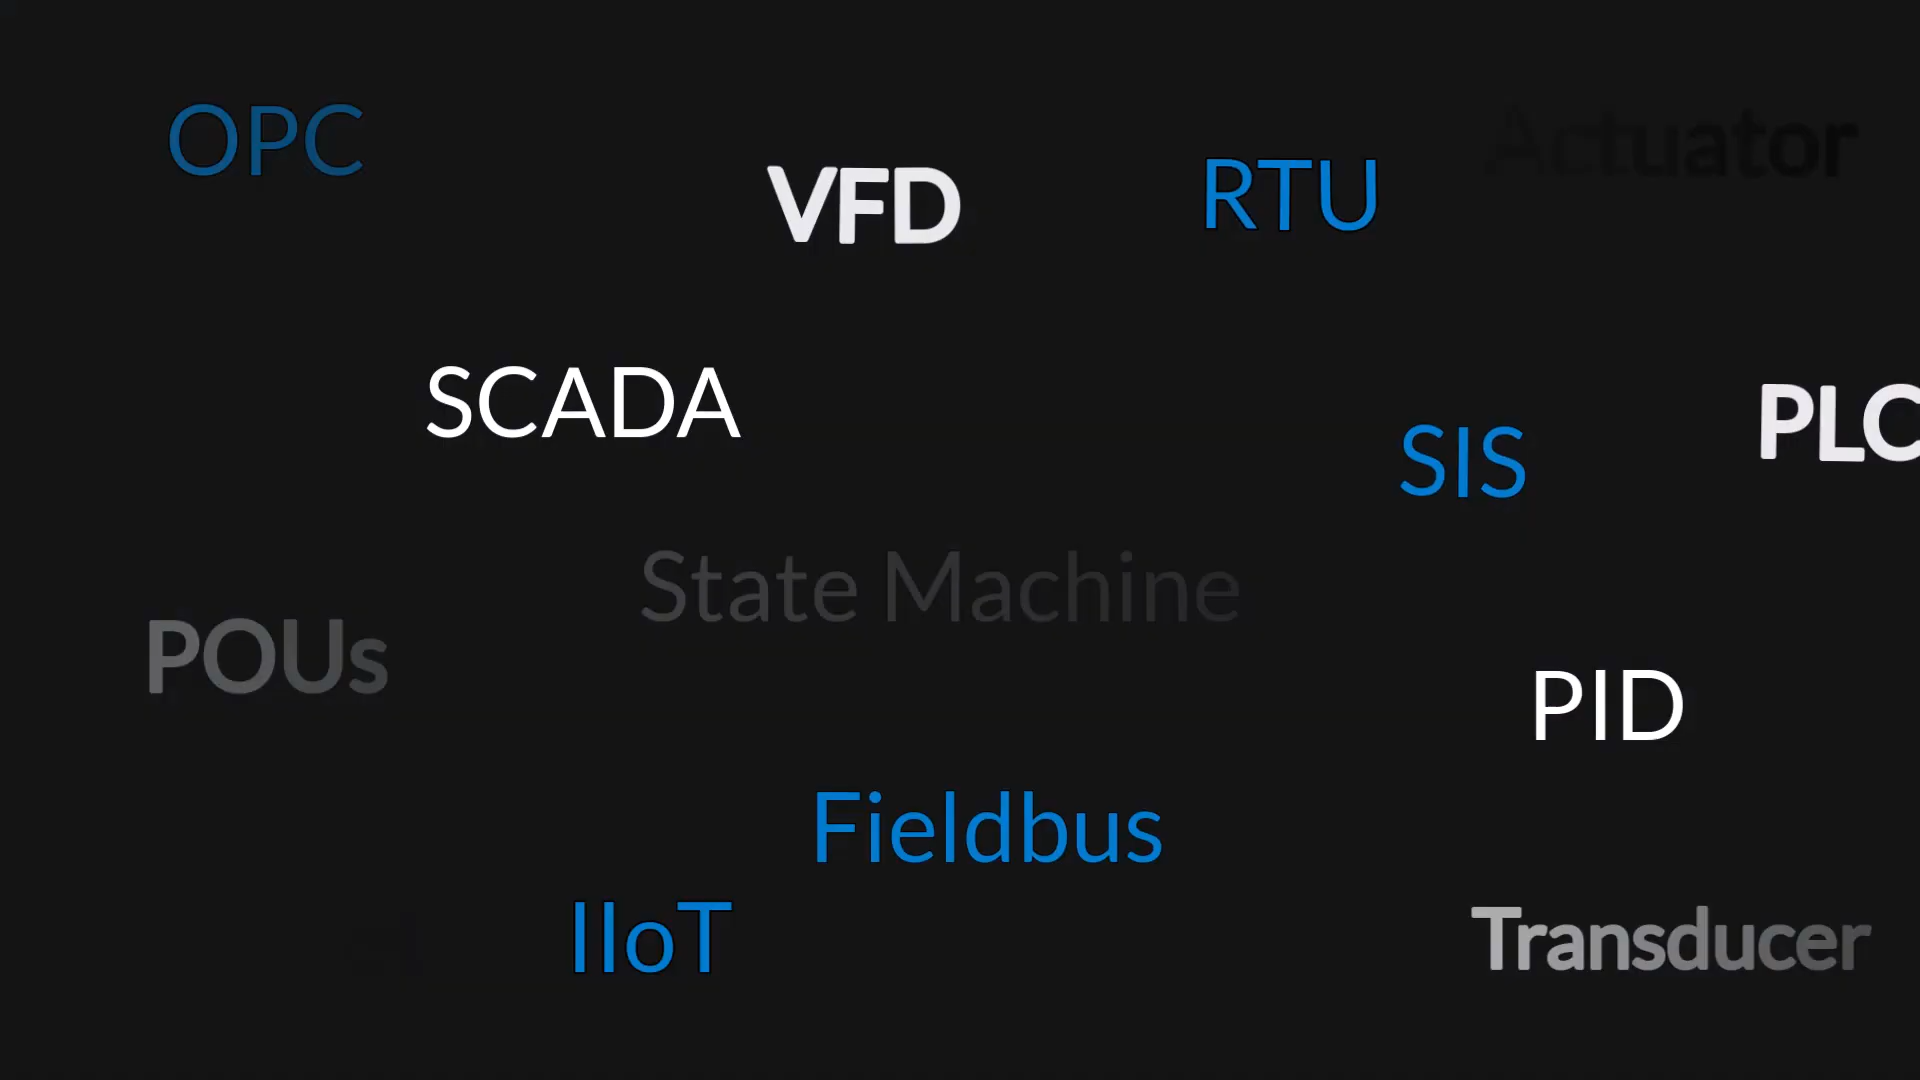 OPC
Actuator
VFD
RTU
SCADA
PLC
SIS
State Machine
POUs
PID
Fieldbus
IIoT
Transducer